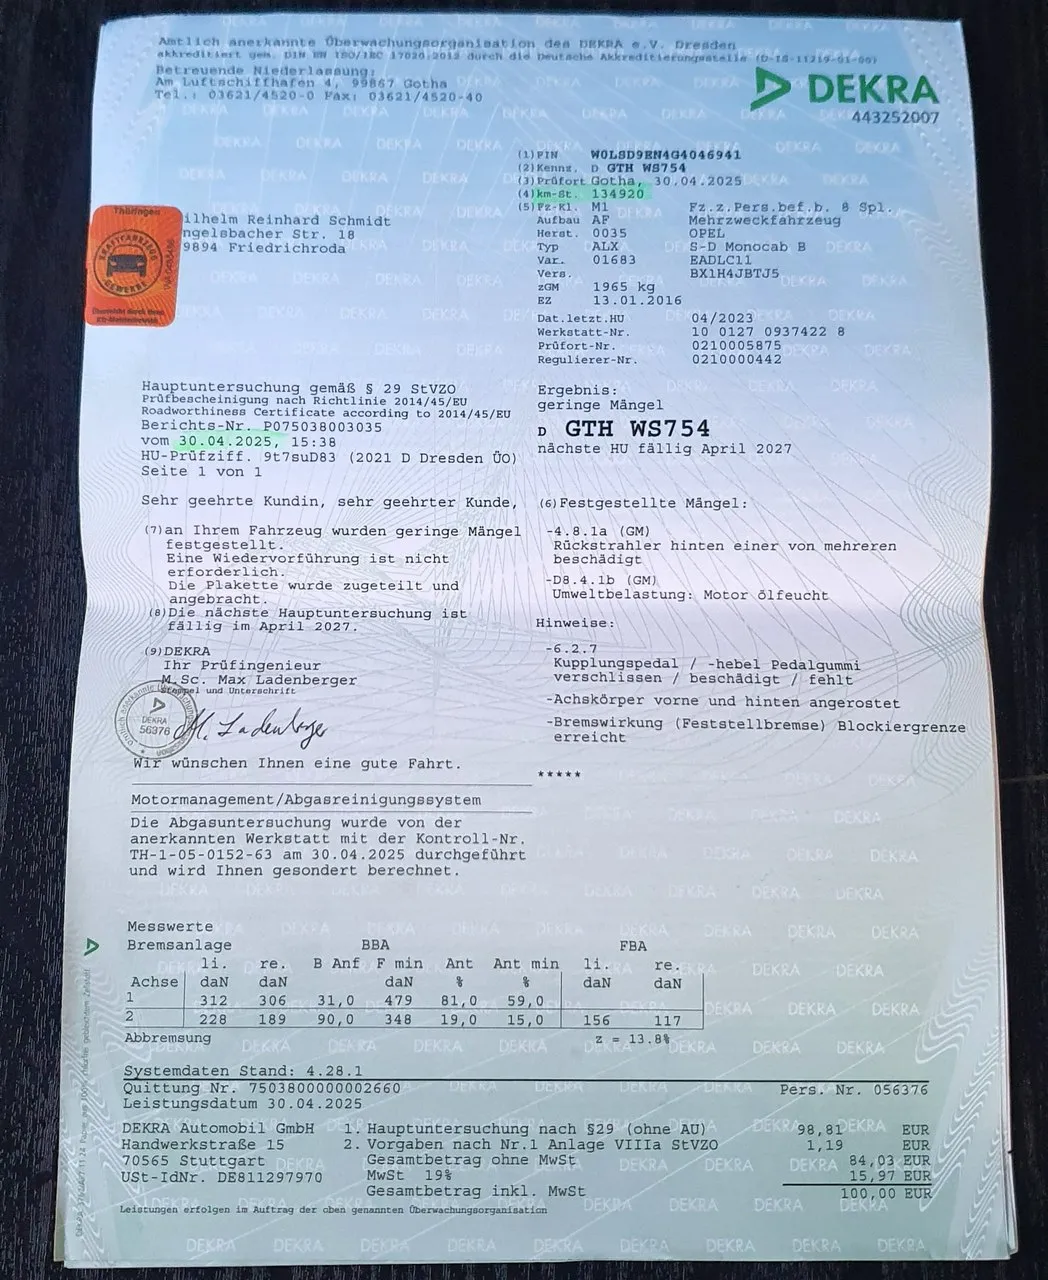 Amtlich anerkannte Überwachungsorganisation des DEKRA e.V. Dresden
akkreditiert gem. DIN EN ISO/IEC 17020:2012 durch die Deutsche Akkreditierungsstelle (D-IS-11219-01-00)
Betreuende Niederlassung:
Am Luftschiffhafen 4, 99867 Gotha
Tel.: 03621/4520-0 Fax: 03621/4520-40
DEKRA
443252007
(1) FIN W0LSD9EN4G4046941
(2) Kennz. D GTH WS754
(3) Prüfort Gotha, 30.04.2025
(4) km-St. 134920
(5) Fz-Kl. M1 Fz.z.Pers.bef.b. 8 Spl.
Aufbau AF Mehrzweckfahrzeug
Herst. 0035 OPEL
Typ ALX S-D Monocab B
Var. 01683 EADLC11
Vers. BX1H4JBTJ5
zGM 1965 kg
EZ 13.01.2016
Dat.letzt.HU 04/2023
Werkstatt-Nr. 10 0127 0937422 8
Prüfort-Nr. 0210005875
Regulierer-Nr. 0210000442
Thüringen
KRAFTFAHRZEUG
GEWERBE
ilhelm Reinhard Schmidt
ngelsbacher Str. 18
9894 Friedrichroda
Hauptuntersuchung gemäß § 29 StVZO
Prüfbescheinigung nach Richtlinie 2014/45/EU
Roadworthiness Certificate according to 2014/45/EU
Berichts-Nr. P075038003035
vom 30.04.2025, 15:38
HU-Prüfziff. 9t7suD83 (2021 D Dresden ÜO)
Seite 1 von 1
Ergebnis:
geringe Mängel
D GTH WS754
nächste HU fällig April 2027
Sehr geehrte Kundin, sehr geehrter Kunde,
(7) an Ihrem Fahrzeug wurden geringe Mängel
festgestellt.
Eine Wiedervorführung ist nicht
erforderlich.
Die Plakette wurde zugeteilt und
angebracht.
(8) Die nächste Hauptuntersuchung ist
fällig im April 2027.
(9) DEKRA
Ihr Prüfingenieur
M.Sc. Max Ladenberger
Stempel und Unterschrift
DEKRA
56376
M. Ladenberger
Wir wünschen Ihnen eine gute Fahrt.
(6) Festgestellte Mängel:
-4.8.1a (GM)
Rückstrahler hinten einer von mehreren
beschädigt
-D8.4.1b (GM)
Umweltbelastung: Motor ölfeucht
Hinweise:
-6.2.7
Kupplungspedal / -hebel Pedalgummi
verschlissen / beschädigt / fehlt
-Achskörper vorne und hinten angerostet
-Bremswirkung (Feststellbremse) Blockiergrenze
erreicht
*****
Motormanagement/Abgasreinigungssystem
Die Abgasuntersuchung wurde von der
anerkannten Werkstatt mit der Kontroll-Nr.
TH-1-05-0152-63 am 30.04.2025 durchgeführt
und wird Ihnen gesondert berechnet.
Messwerte
Bremsanlage BBA FBA
li. re. B Anf F min Ant Ant min li. re.
Achse daN daN daN % % daN daN
1 312 306 31,0 479 81,0 59,0
2 228 189 90,0 348 19,0 15,0 156 117
Abbremsung z = 13.8%
Systemdaten Stand: 4.28.1
Quittung Nr. 7503800000002660 Pers. Nr. 056376
Leistungsdatum 30.04.2025
DEKRA Automobil GmbH 1. Hauptuntersuchung nach §29 (ohne AU) 98,81 EUR
Handwerkstraße 15 2. Vorgaben nach Nr.1 Anlage VIIIa StVZO 1,19 EUR
70565 Stuttgart Gesamtbetrag ohne MwSt 84,03 EUR
USt-IdNr. DE811297970 MwSt 19% 15,97 EUR
Gesamtbetrag inkl. MwSt 100,00 EUR
Leistungen erfolgen im Auftrag der oben genannten Überwachungsorganisation